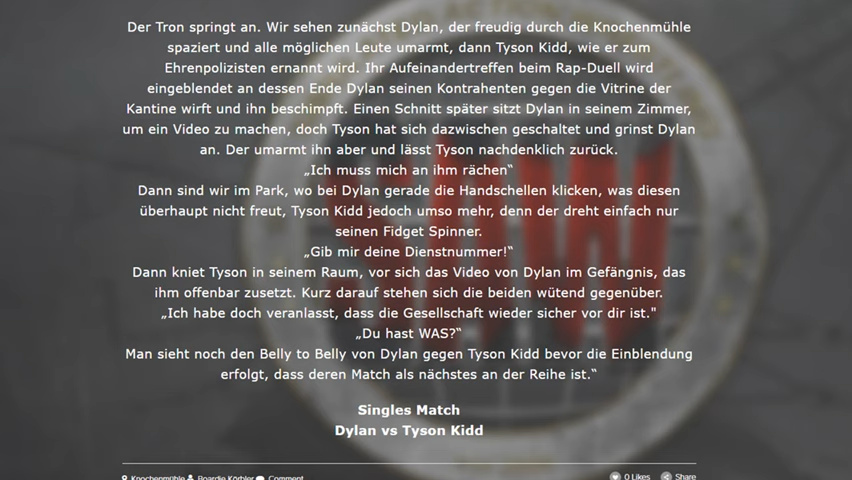 Der Tron springt an. Wir sehen zunächst Dylan, der freudig durch die Knochenmühle
spaziert und alle möglichen Leute umarmt, dann Tyson Kidd, wie er zum
Ehrenpolizisten ernannt wird. Ihr Aufeinandertreffen beim Rap-Duell wird
eingeblendet an dessen Ende Dylan seinen Kontrahenten gegen die Vitrine der
Kantine wirft und ihn beschimpft. Einen Schnitt später sitzt Dylan in seinem Zimmer,
um ein Video zu machen, doch Tyson hat sich dazwischen geschaltet und grinst Dylan
an. Der umarmt ihn aber und lässt Tyson nachdenklich zurück.
„Ich muss mich an ihm rächen“
Dann sind wir im Park, wo bei Dylan gerade die Handschellen klicken, was diesen
überhaupt nicht freut, Tyson Kidd jedoch umso mehr, denn der dreht einfach nur
seinen Fidget Spinner.
„Gib mir deine Dienstnummer!“
Dann kniet Tyson in seinem Raum, vor sich das Video von Dylan im Gefängnis, das
ihm offenbar zusetzt. Kurz darauf stehen sich die beiden wütend gegenüber.
„Ich habe doch veranlasst, dass die Gesellschaft wieder sicher vor dir ist."
„Du hast WAS?“
Man sieht noch den Belly to Belly von Dylan gegen Tyson Kidd bevor die Einblendung
erfolgt, dass deren Match als nächstes an der Reihe ist.“
Singles Match
Dylan vs Tyson Kidd
Knochenmühle Boardie Körbler Comment 0 Likes Share